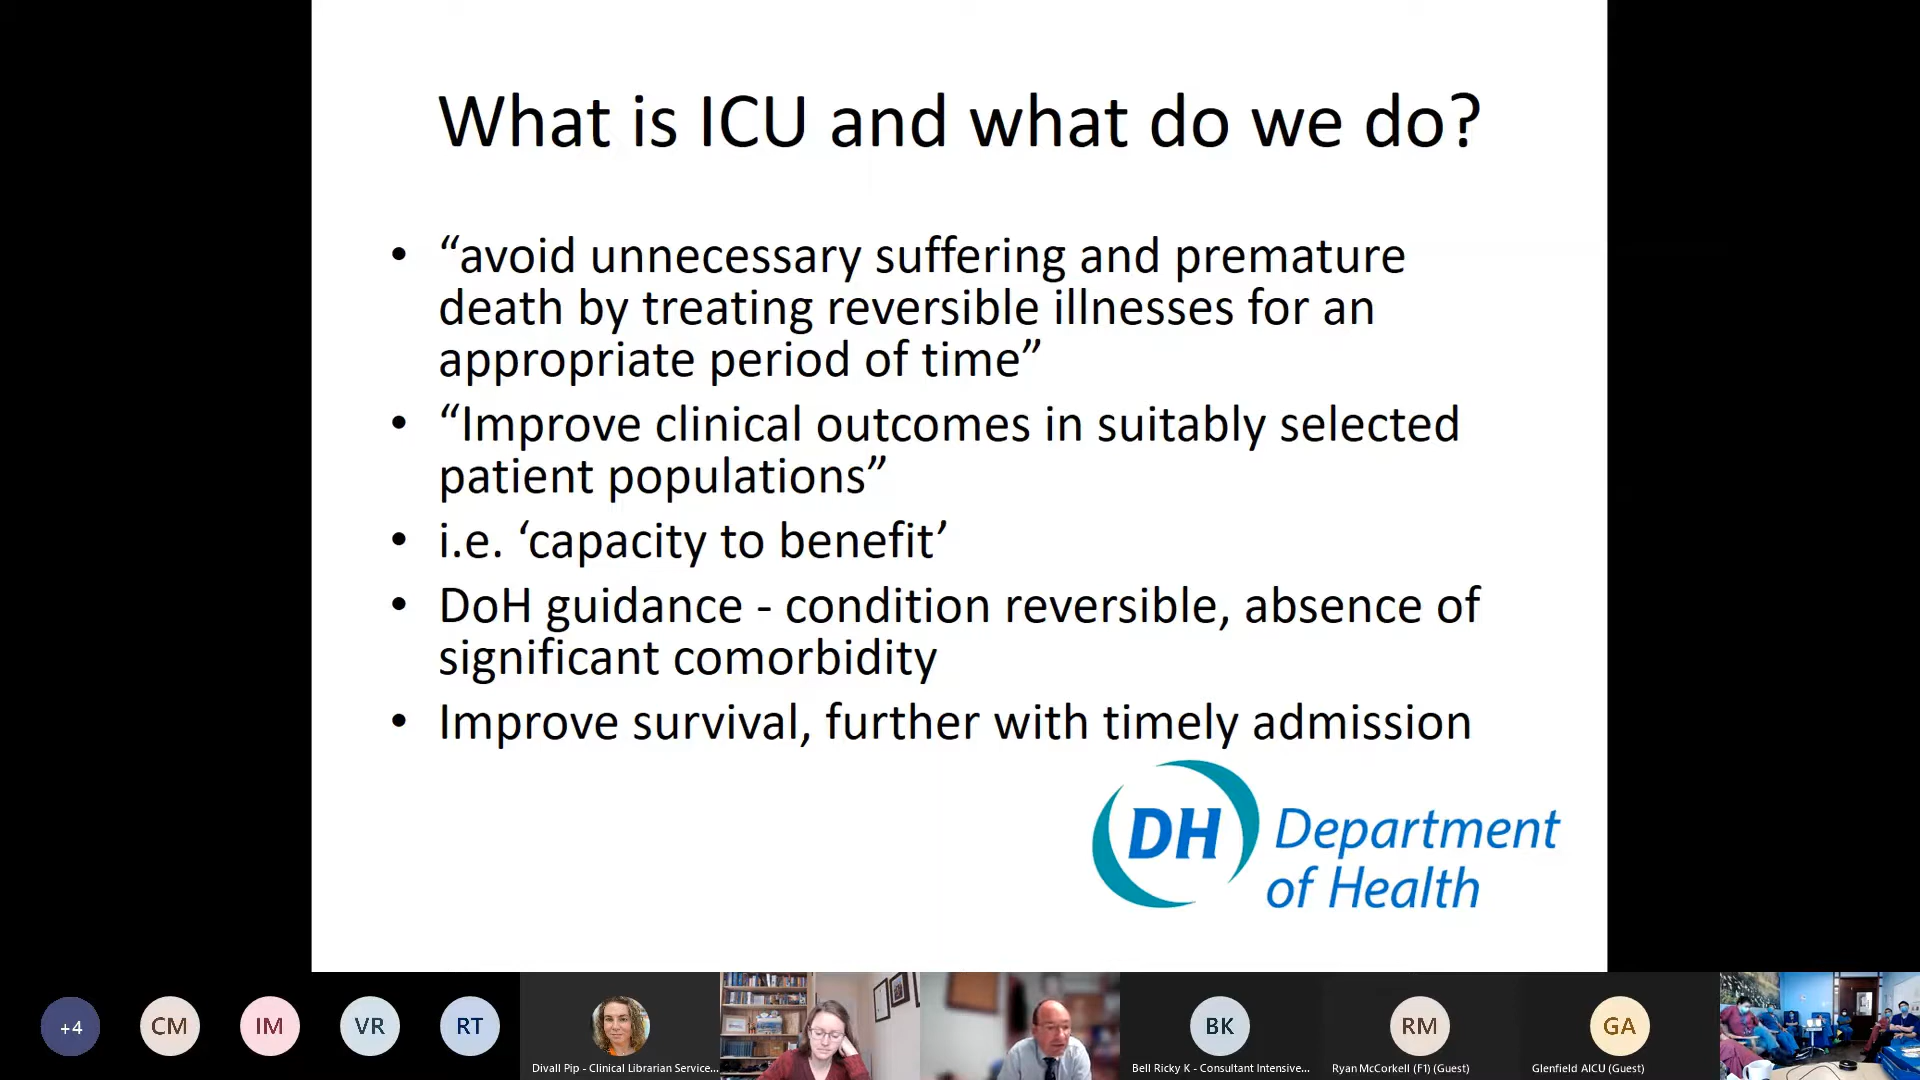 What is ICU and what do we do?
• “avoid unnecessary suffering and premature
death by treating reversible illnesses for an
appropriate period of time”
• “Improve clinical outcomes in suitably selected
patient populations”
• i.e. ‘capacity to benefit’
• DoH guidance - condition reversible, absence of
significant comorbidity
• Improve survival, further with timely admission
DH Department
of Health
+4 CM IM VR RT BK RM GA
Divall Pip - Clinical Librarian Service... Bell Ricky K - Consultant Intensive... Ryan McCorkell (F1) (Guest) Glenfield AICU (Guest)